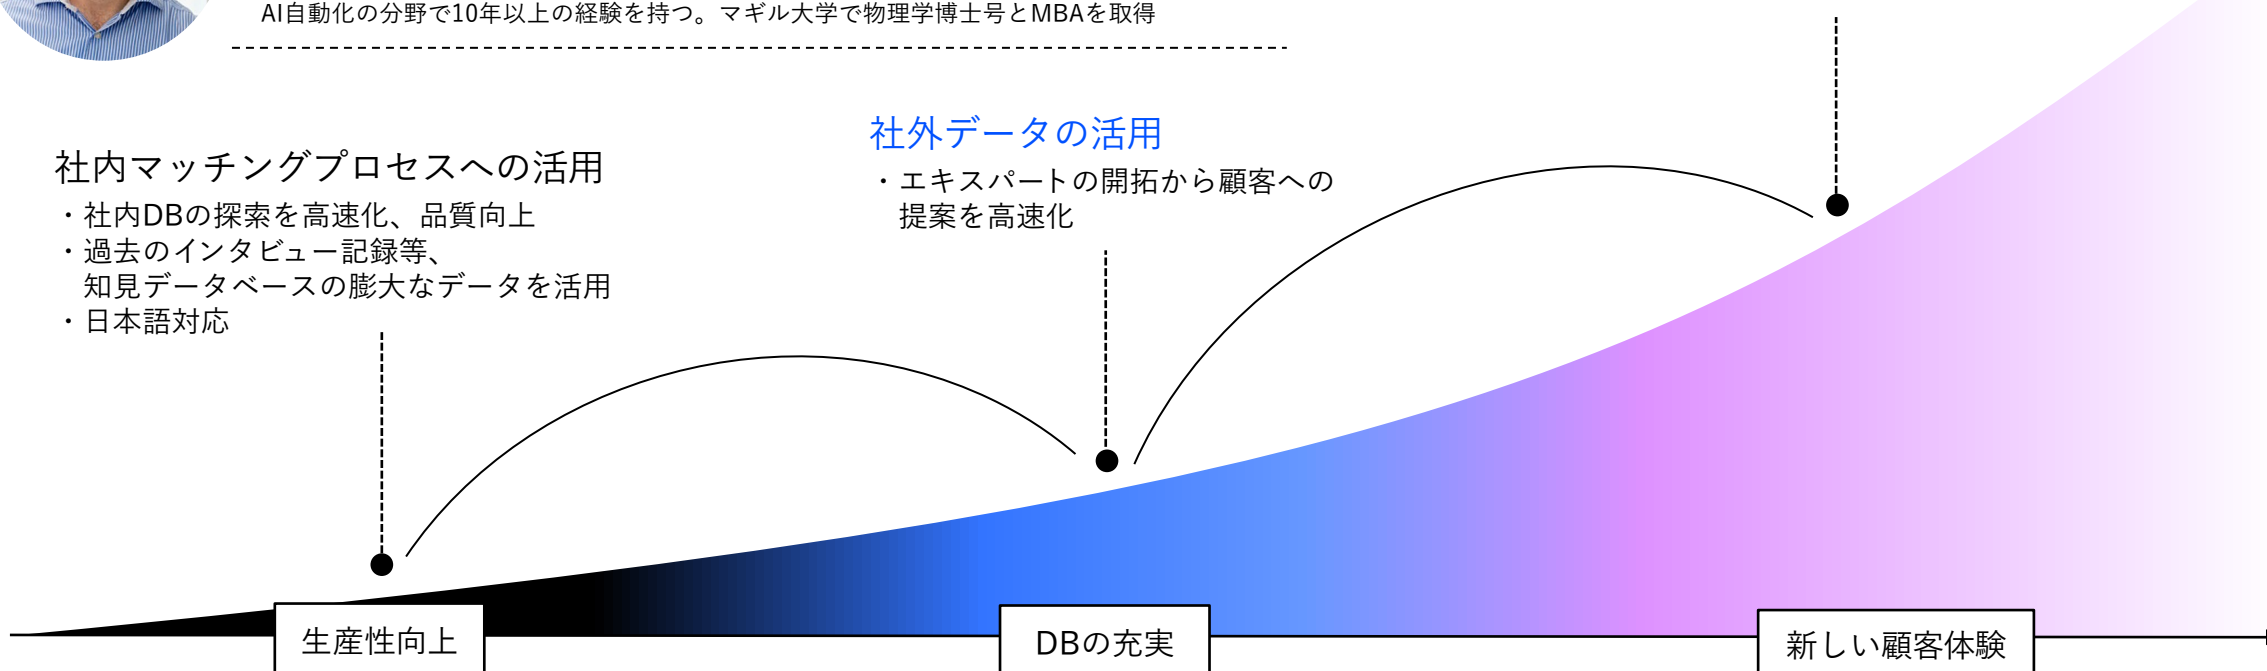 AI自動化の分野で10年以上の経験を持つ。マギル大学で物理学博士号とMBAを取得
社内マッチングプロセスへの活用
・社内DBの探索を高速化、品質向上
・過去のインタビュー記録等、
知見データベースの膨大なデータを活用
・日本語対応
社外データの活用
・エキスパートの開拓から顧客への
提案を高速化
生産性向上
DBの充実
新しい顧客体験